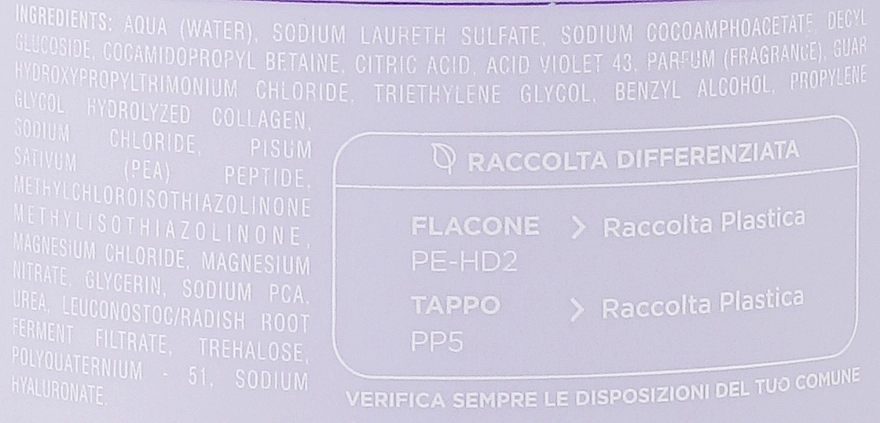 INGREDIENTS: AQUA (WATER), SODIUM LAURETH SULFATE, SODIUM COCOAMPHOACETATE, DECYL
GLUCOSIDE, COCAMIDOPROPYL BETAINE, CITRIC ACID, ACID VIOLET 43, PARFUM (FRAGRANCE), GUAR
HYDROXYPROPYLTRIMONIUM CHLORIDE, TRIETHYLENE GLYCOL, BENZYL ALCOHOL, PROPYLENE
GLYCOL, HYDROLYZED COLLAGEN,
SODIUM CHLORIDE, PISUM
SATIVUM (PEA) PEPTIDE,
METHYLCHLOROISOTHIAZOLINONE
METHYLISOTHIAZOLINONE,
MAGNESIUM CHLORIDE, MAGNESIUM
NITRATE, GLYCERIN, SODIUM PCA,
UREA, LEUCONOSTOC/RADISH ROOT
FERMENT FILTRATE, TREHALOSE,
POLYQUATERNIUM - 51, SODIUM
HYALURONATE.
RACCOLTA DIFFERENZIATA
FLACONE > Raccolta Plastica
PE-HD2
TAPPO > Raccolta Plastica
PP5
VERIFICA SEMPRE LE DISPOSIZIONI DEL TUO COMUNE